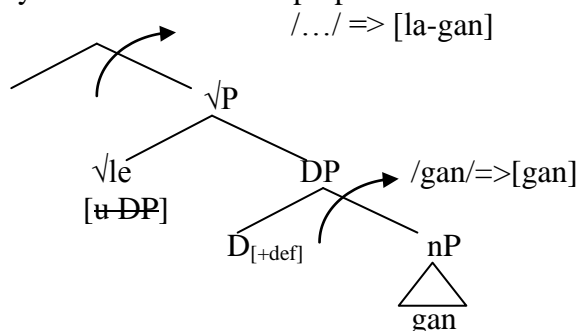 /…/ => [la-gan]
√P
√le
DP
/gan/=>[gan]
[u DP]
D[+def]
nP
gan